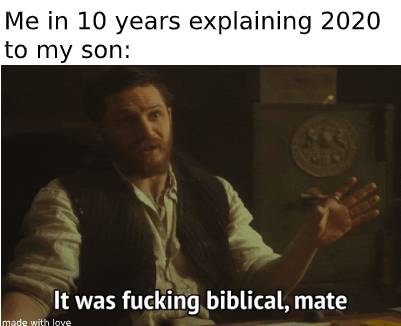 Me in 10 years explaining 2020
to my son:
It was fucking biblical, mate
made with love